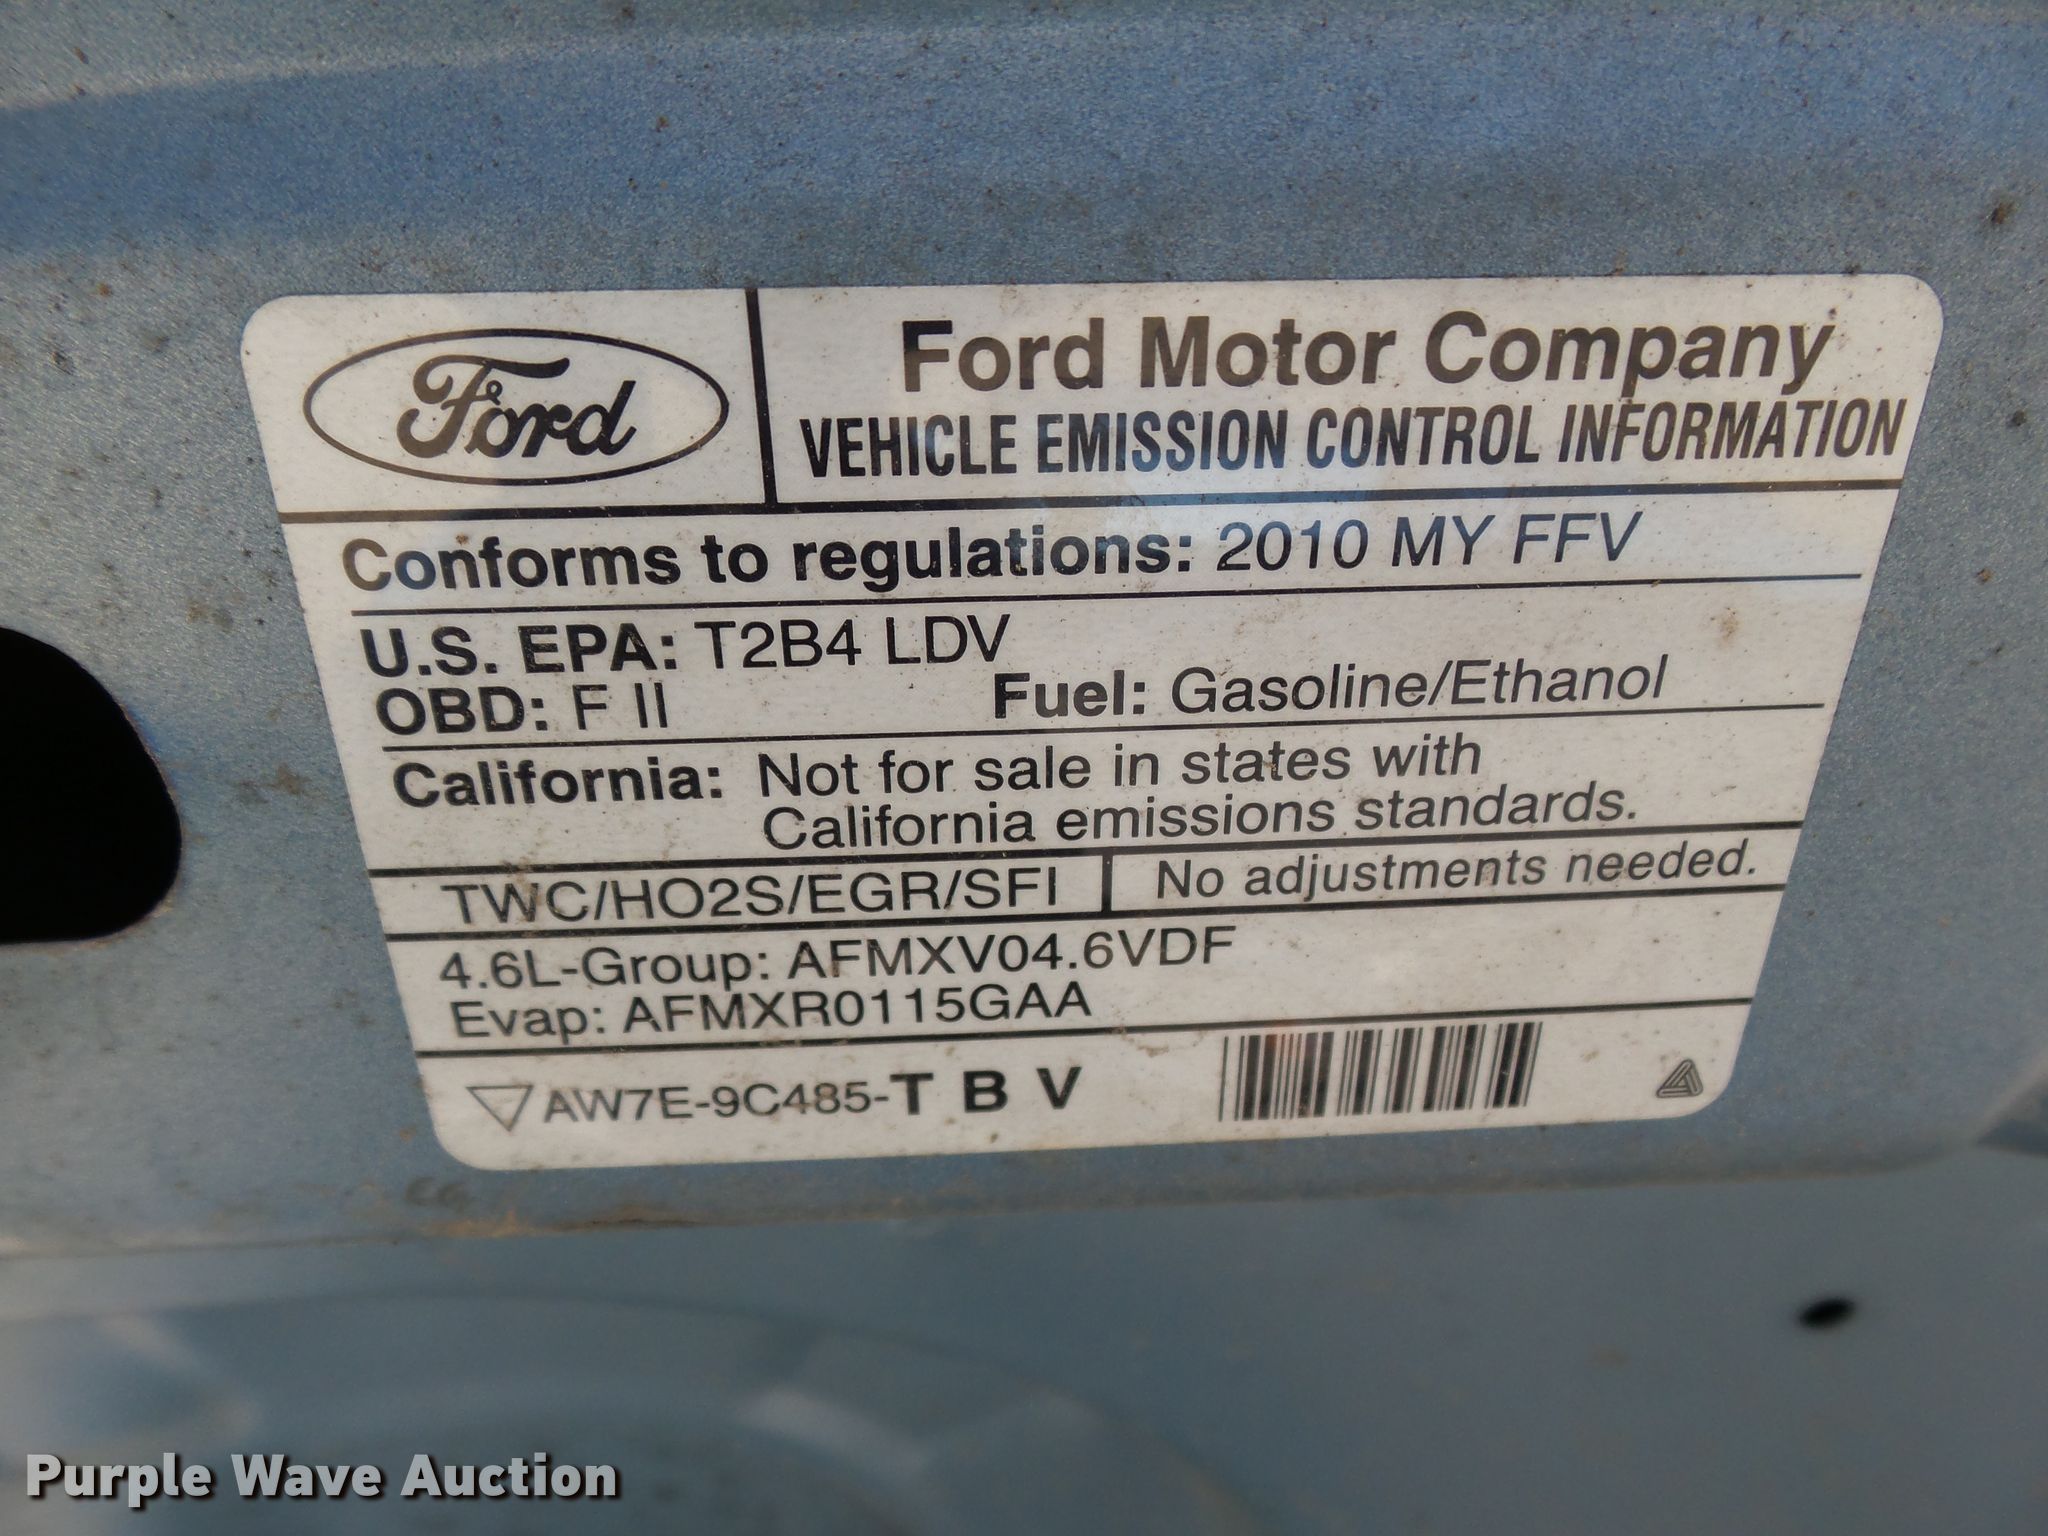 Ford
Ford Motor Company
VEHICLE EMISSION CONTROL INFORMATION
Conforms to regulations: 2010 MY FFV
U.S. EPA: T2B4 LDV
OBD: F II Fuel: Gasoline/Ethanol
California: Not for sale in states with
California emissions standards.
TWC/HO2S/EGR/SFI No adjustments needed.
4.6L-Group: AFMXV04.6VDF
Evap: AFMXR0115GAA
AW7E-9C485-T B V
Purple Wave Auction